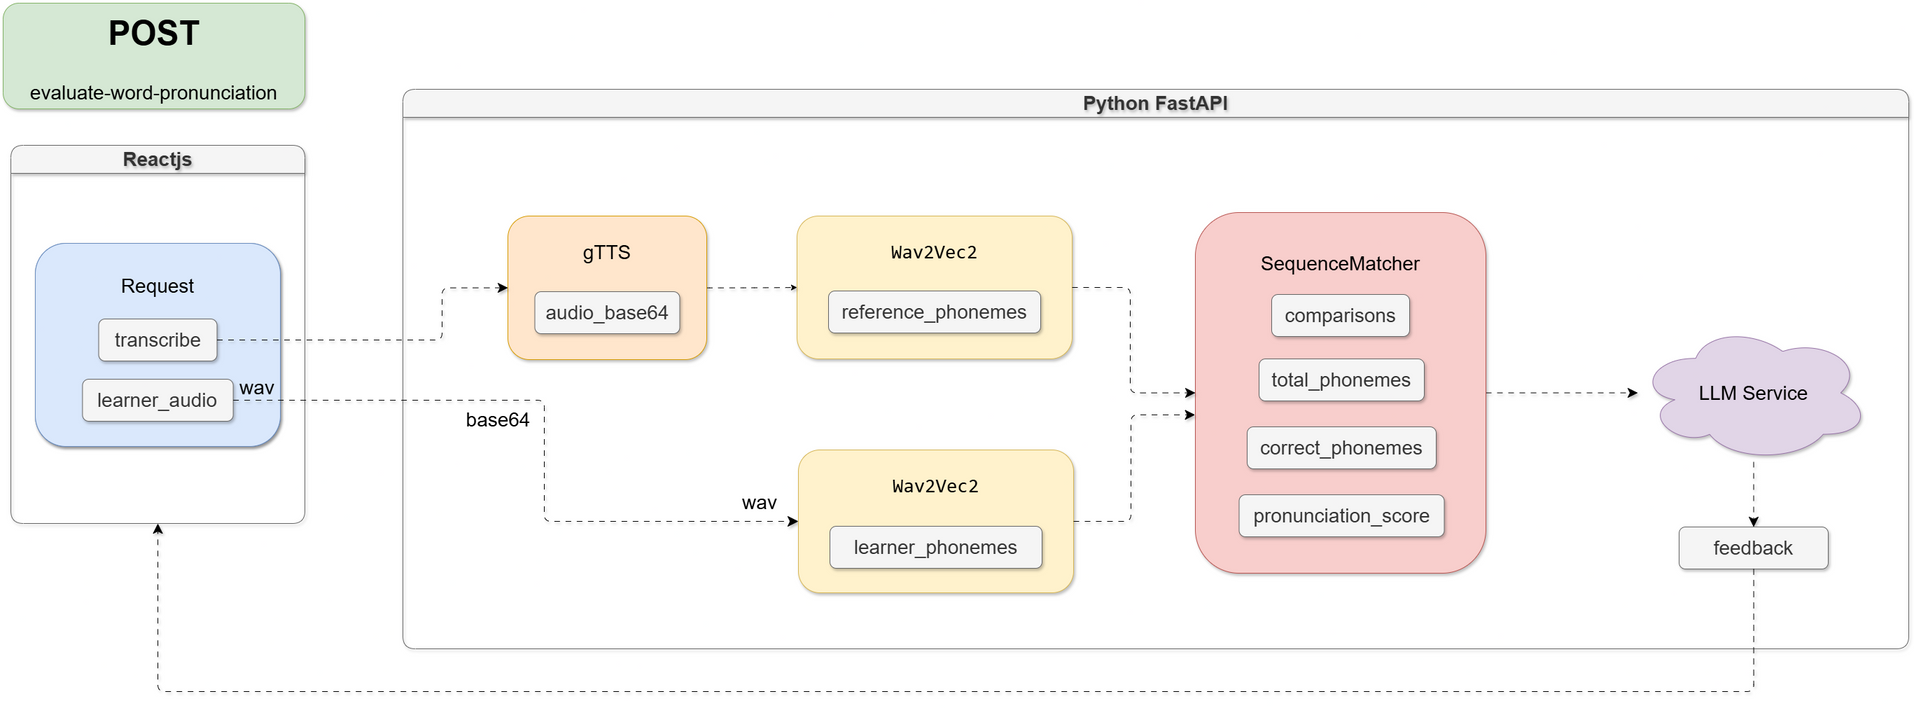 POST
evaluate-word-pronunciation
Reactjs
Request
transcribe
learner_audio
wav
base64
Python FastAPI
gTTS
audio_base64
Wav2Vec2
reference_phonemes
wav
Wav2Vec2
learner_phonemes
SequenceMatcher
comparisons
total_phonemes
correct_phonemes
pronunciation_score
LLM Service
feedback